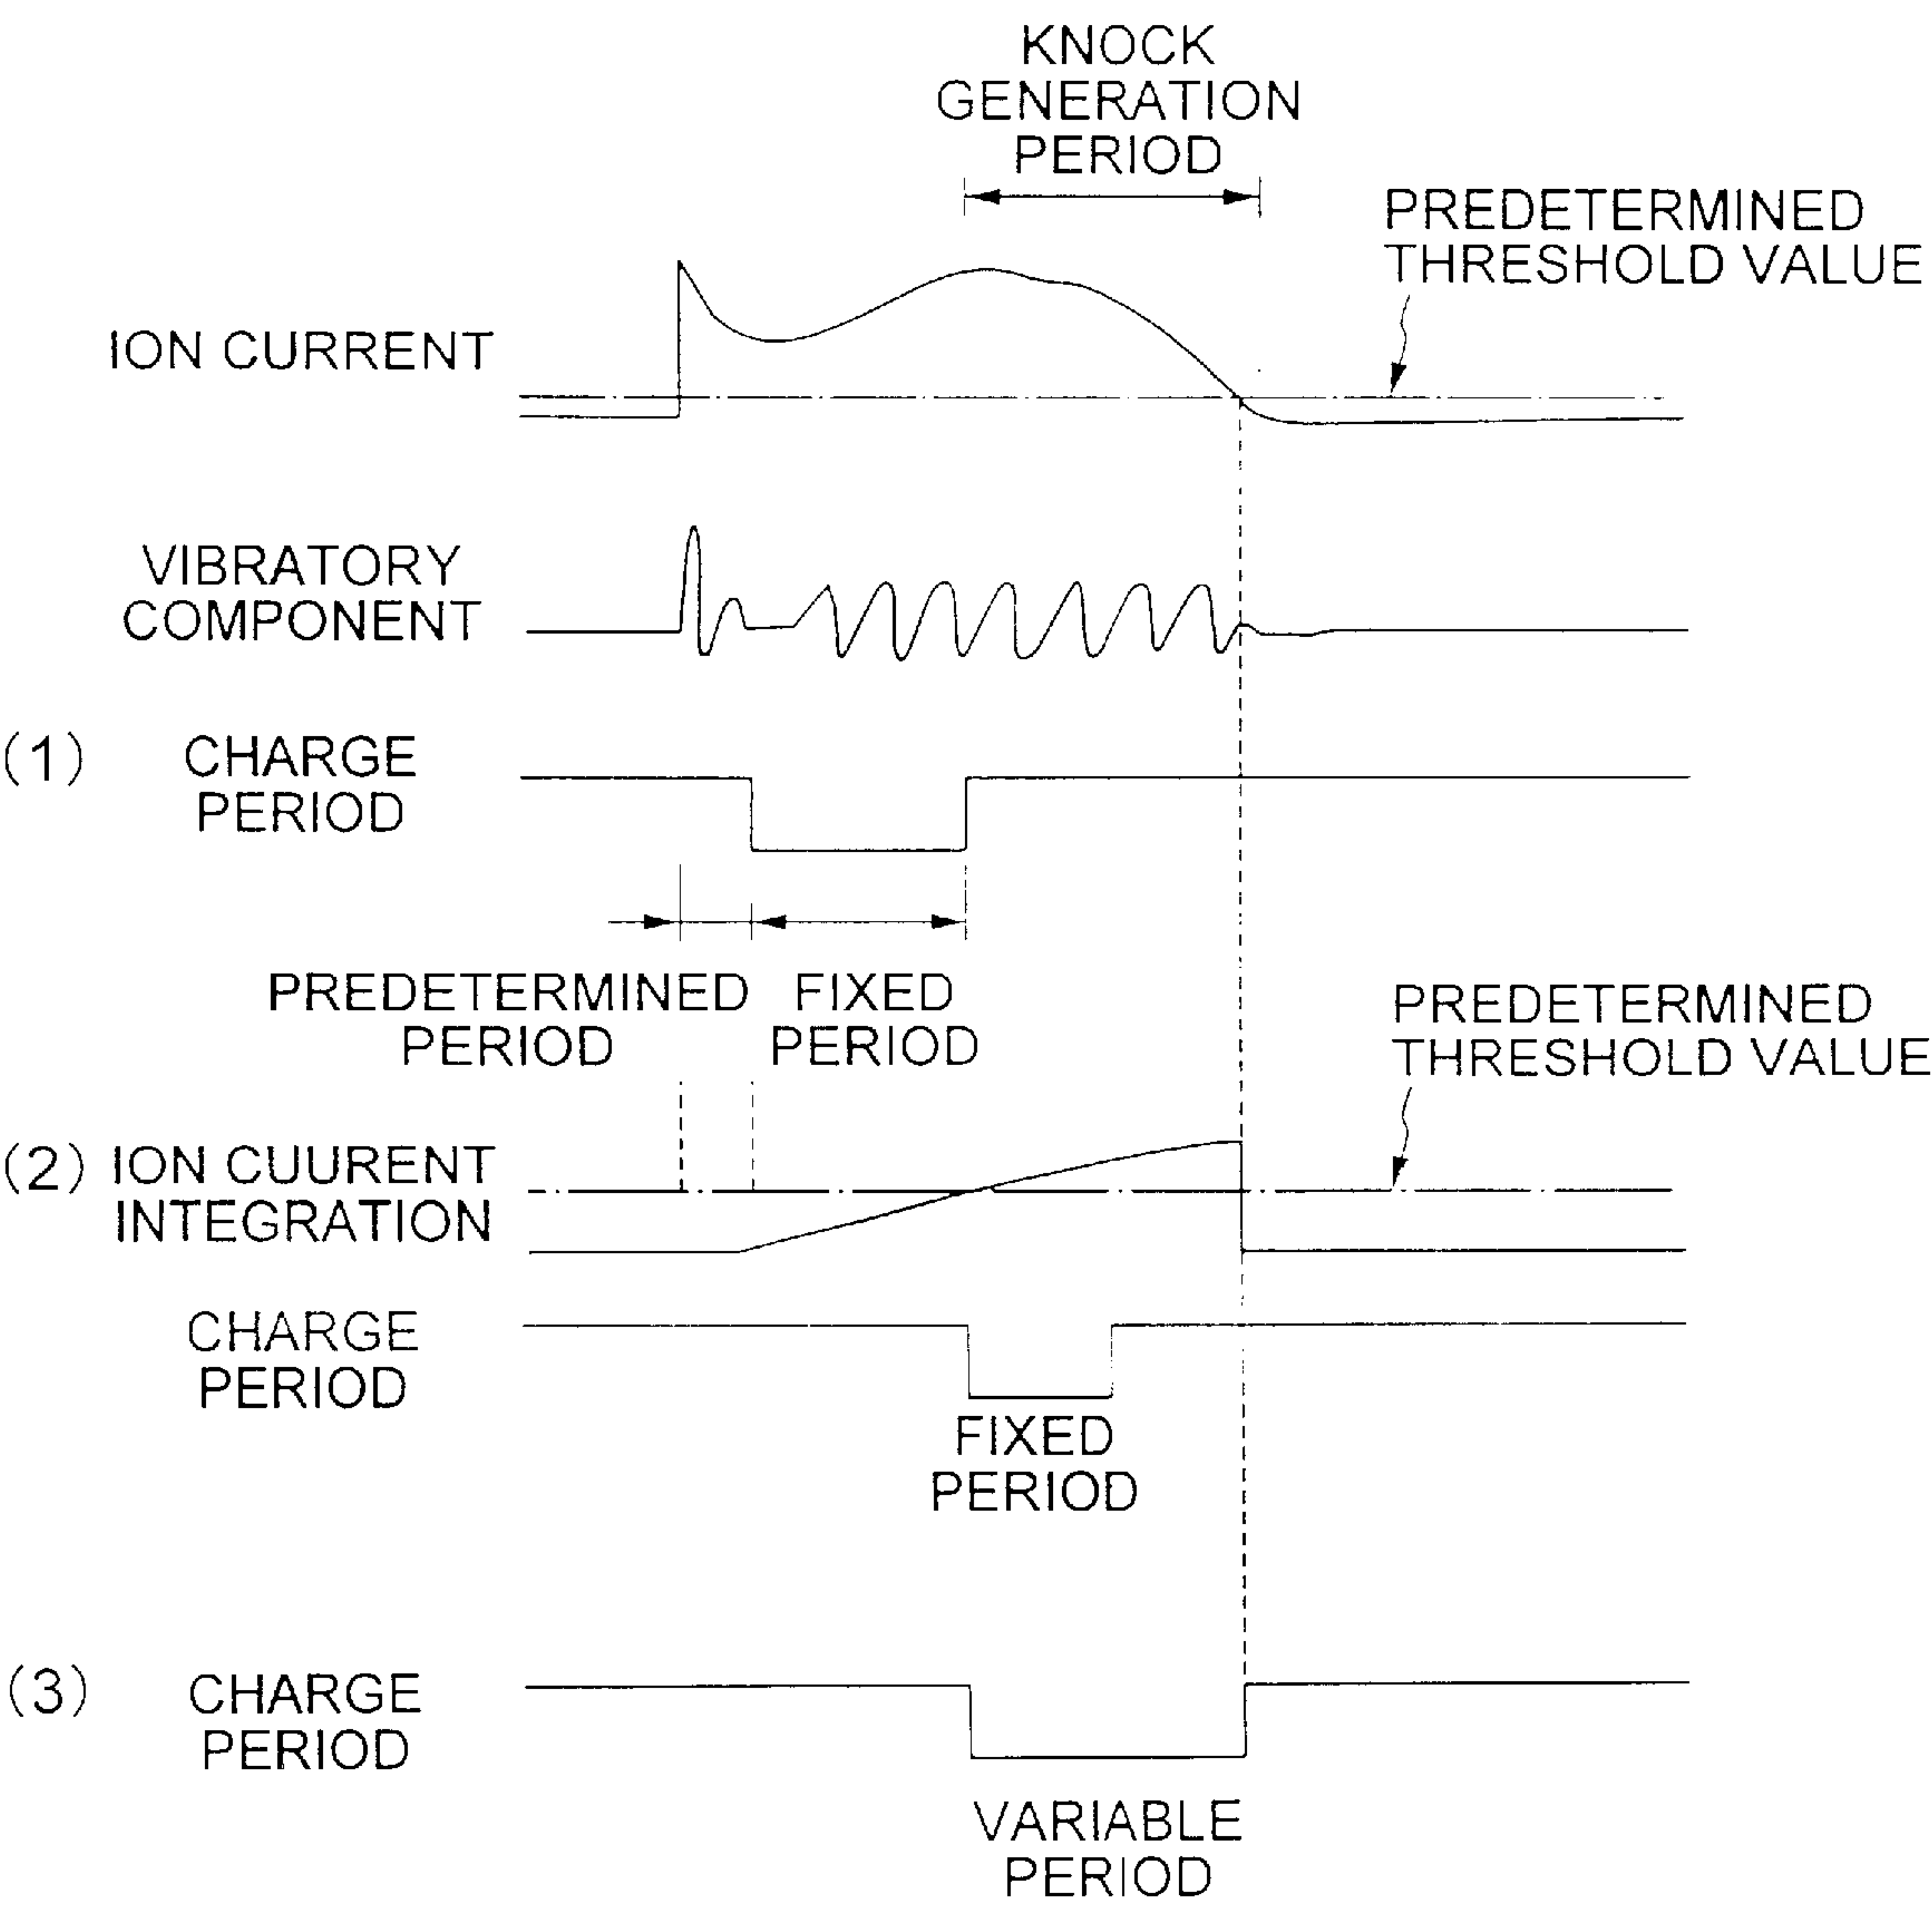 KNOCK
GENERATION
PERIOD
PREDETERMINED
THRESHOLD VALUE
ION CURRENT
VIBRATORY
COMPONENT
(1) CHARGE
PERIOD
PREDETERMINED
PERIOD
FIXED
PERIOD
PREDETERMINED
THRESHOLD VALUE
(2) ION CUURENT
INTEGRATION
CHARGE
PERIOD
FIXED
PERIOD
(3) CHARGE
PERIOD
VARIABLE
PERIOD